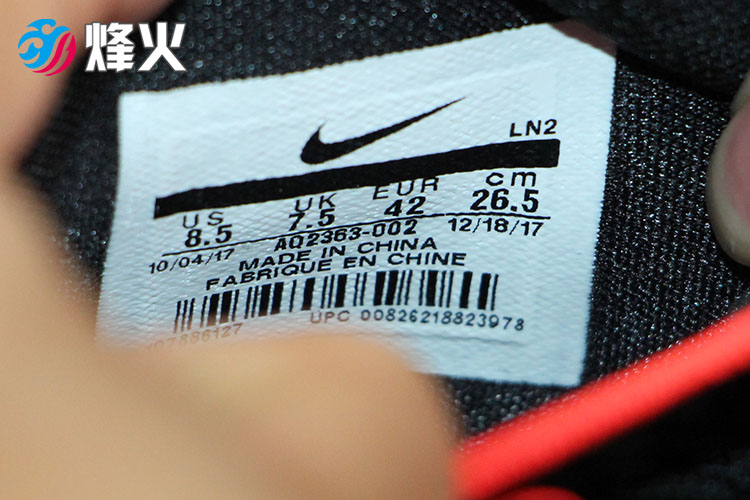 烽火
LN2
US UK EUR cm
8.5 7.5 42 26.5
10/04/17 AQ2363-002 12/18/17
MADE IN CHINA
FABRIQUE EN CHINE
UPC 00826218823978